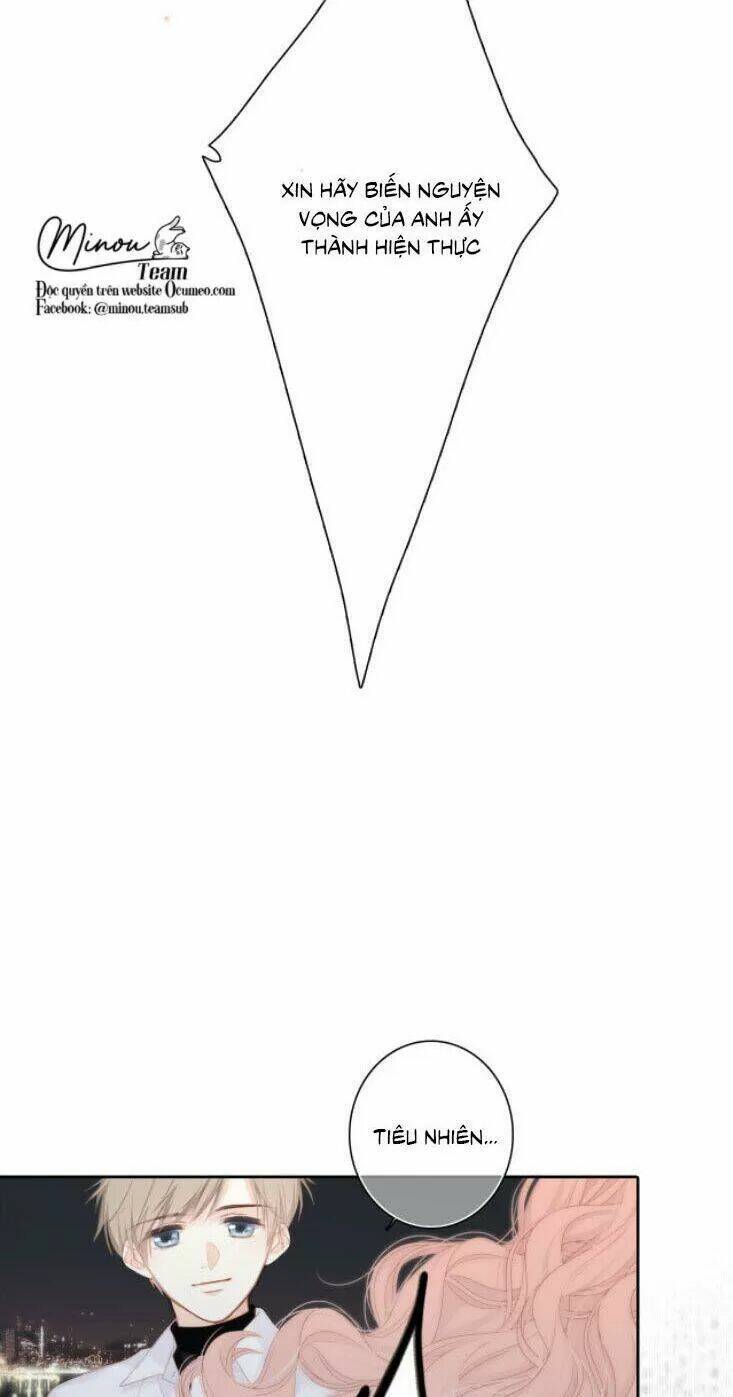 XIN HÃY BIẾN NGUYỆN
VỌNG CỦA ANH ẤY
THÀNH HIỆN THỰC
Minou
Team
Độc quyền trên website Ocumeo.com
Facebook: @minou.teamsub
TIÊU NHIÊN...